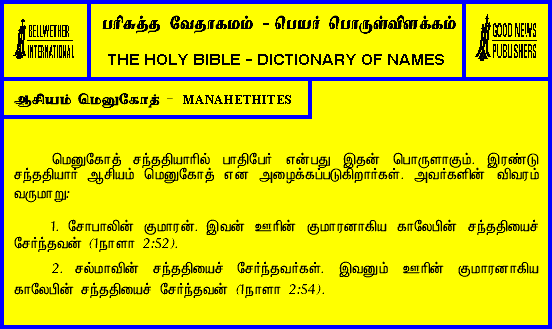 BELLWETHER
INTERNATIONAL
பரிசுத்த வேதாகமம் - பெயர் பொருள்விளக்கம்
THE HOLY BIBLE - DICTIONARY OF NAMES
GOOD NEWS
PUBLISHERS
ஆசியம் மெனுகோத் - MANAHETHITES
மெனுகோத் சந்ததியாரில் பாதிபேர் என்பது இதன் பொருளாகும். இரண்டு
சந்ததியார் ஆசியம் மெனுகோத் என அழைக்கப்படுகிறார்கள். அவர்களின் விவரம்
வருமாறு:
1. சோபாலின் குமாரன். இவன் ஊரின் குமாரனாகிய காலேபின் சந்ததியைச்
சேர்ந்தவன் (1நாளா 2:52).
2. சல்மாவின் சந்ததியைச் சேர்ந்தவர்கள். இவனும் ஊரின் குமாரனாகிய
காலேபின் சந்ததியைச் சேர்ந்தவன் (1நாளா 2:54).